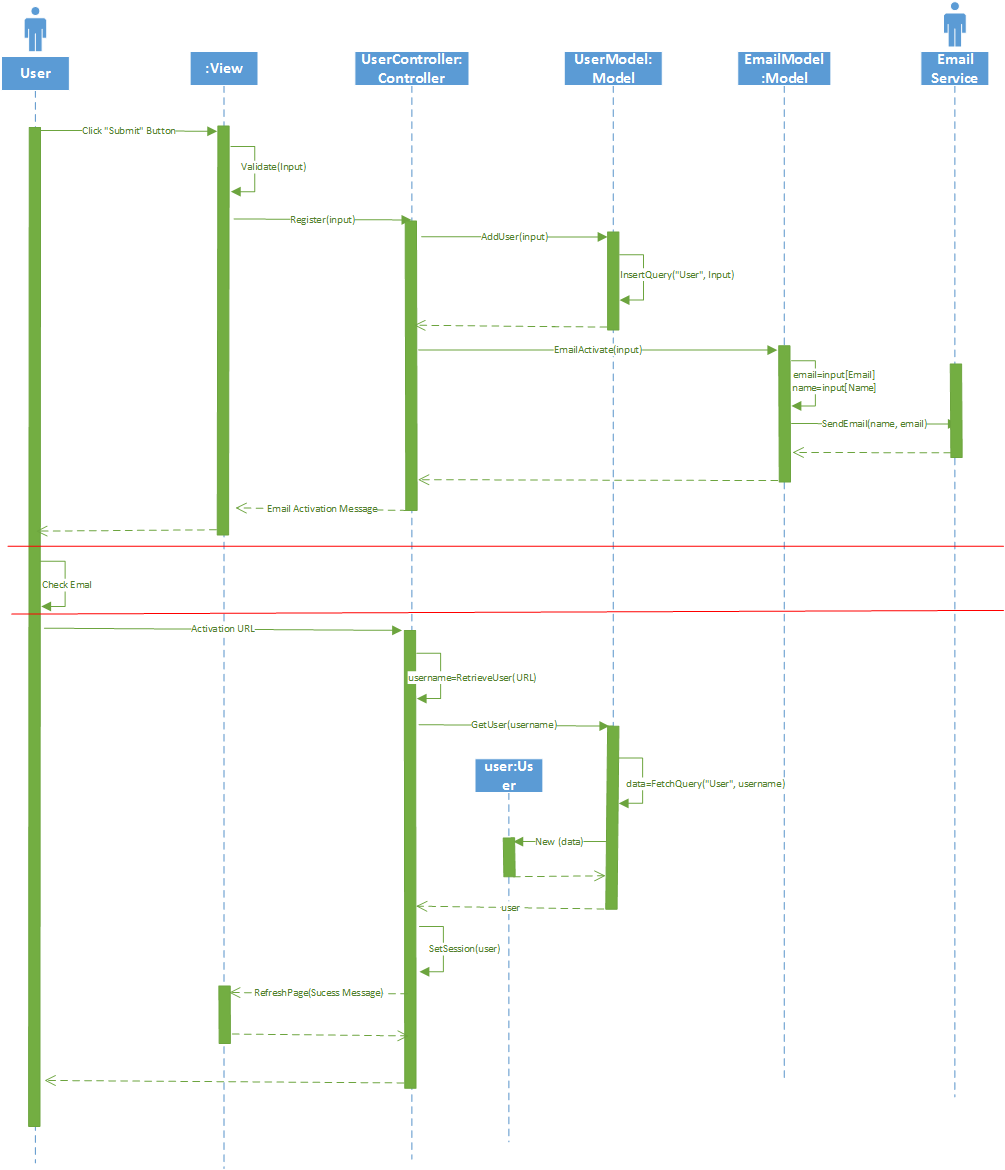 User
:View
UserController:
Controller
UserModel:
Model
EmailModel
:Model
Email
Service
Click "Submit" Button
Validate(Input)
Register(input)
AddUser(input)
InsertQuery("User", Input)
EmailActivate(input)
email=input[Email]
name=input[Name]
SendEmail(name, email)
Email Activation Message
Check Emal
Activation URL
username=RetrieveUser(URL)
GetUser(username)
user:Us
er
data=FetchQuery("User", username)
New (data)
user
SetSession(user)
RefreshPage(Sucess Message)